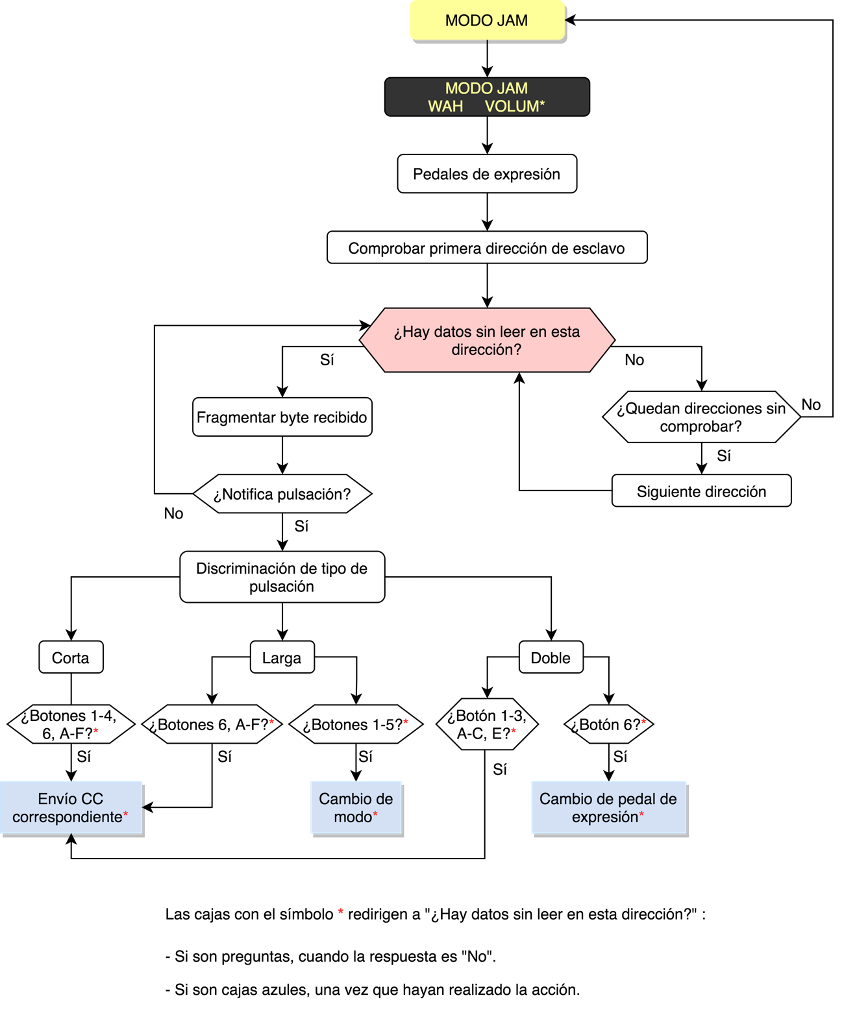 MODO JAM
MODO JAM
WAH VOLUM*
Pedales de expresión
Comprobar primera dirección de esclavo
¿Hay datos sin leer en esta
dirección?
Sí
No
Fragmentar byte recibido
¿Quedan direcciones sin
comprobar?
No
Sí
¿Notifica pulsación?
Siguiente dirección
No
Sí
Discriminación de tipo de
pulsación
Corta
Larga
Doble
¿Botones 1-4,
6, A-F?*
¿Botones 6, A-F?*
¿Botones 1-5?*
¿Botón 1-3,
A-C, E?*
¿Botón 6?*
Sí
Sí
Sí
Sí
Sí
Envío CC
correspondiente*
Cambio de
modo*
Cambio de pedal de
expresión*
Las cajas con el símbolo * redirigen a "¿Hay datos sin leer en esta dirección?" :
- Si son preguntas, cuando la respuesta es "No".
- Si son cajas azules, una vez que hayan realizado la acción.